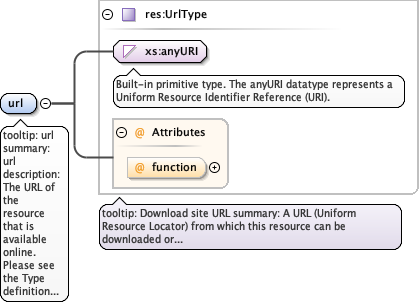 res:UrlType
xs:anyURI
Built-in primitive type. The anyURI datatype represents a
Uniform Resource Identifier Reference (URI).
url
tooltip: url
summary:
url
description:
The URL of
the
resource
that is
available
online.
Please see
the Type
definition...
@ Attributes
@ function
tooltip: Download site URL summary: A URL (Uniform
Resource Locator) from which this resource can be
downloaded or...